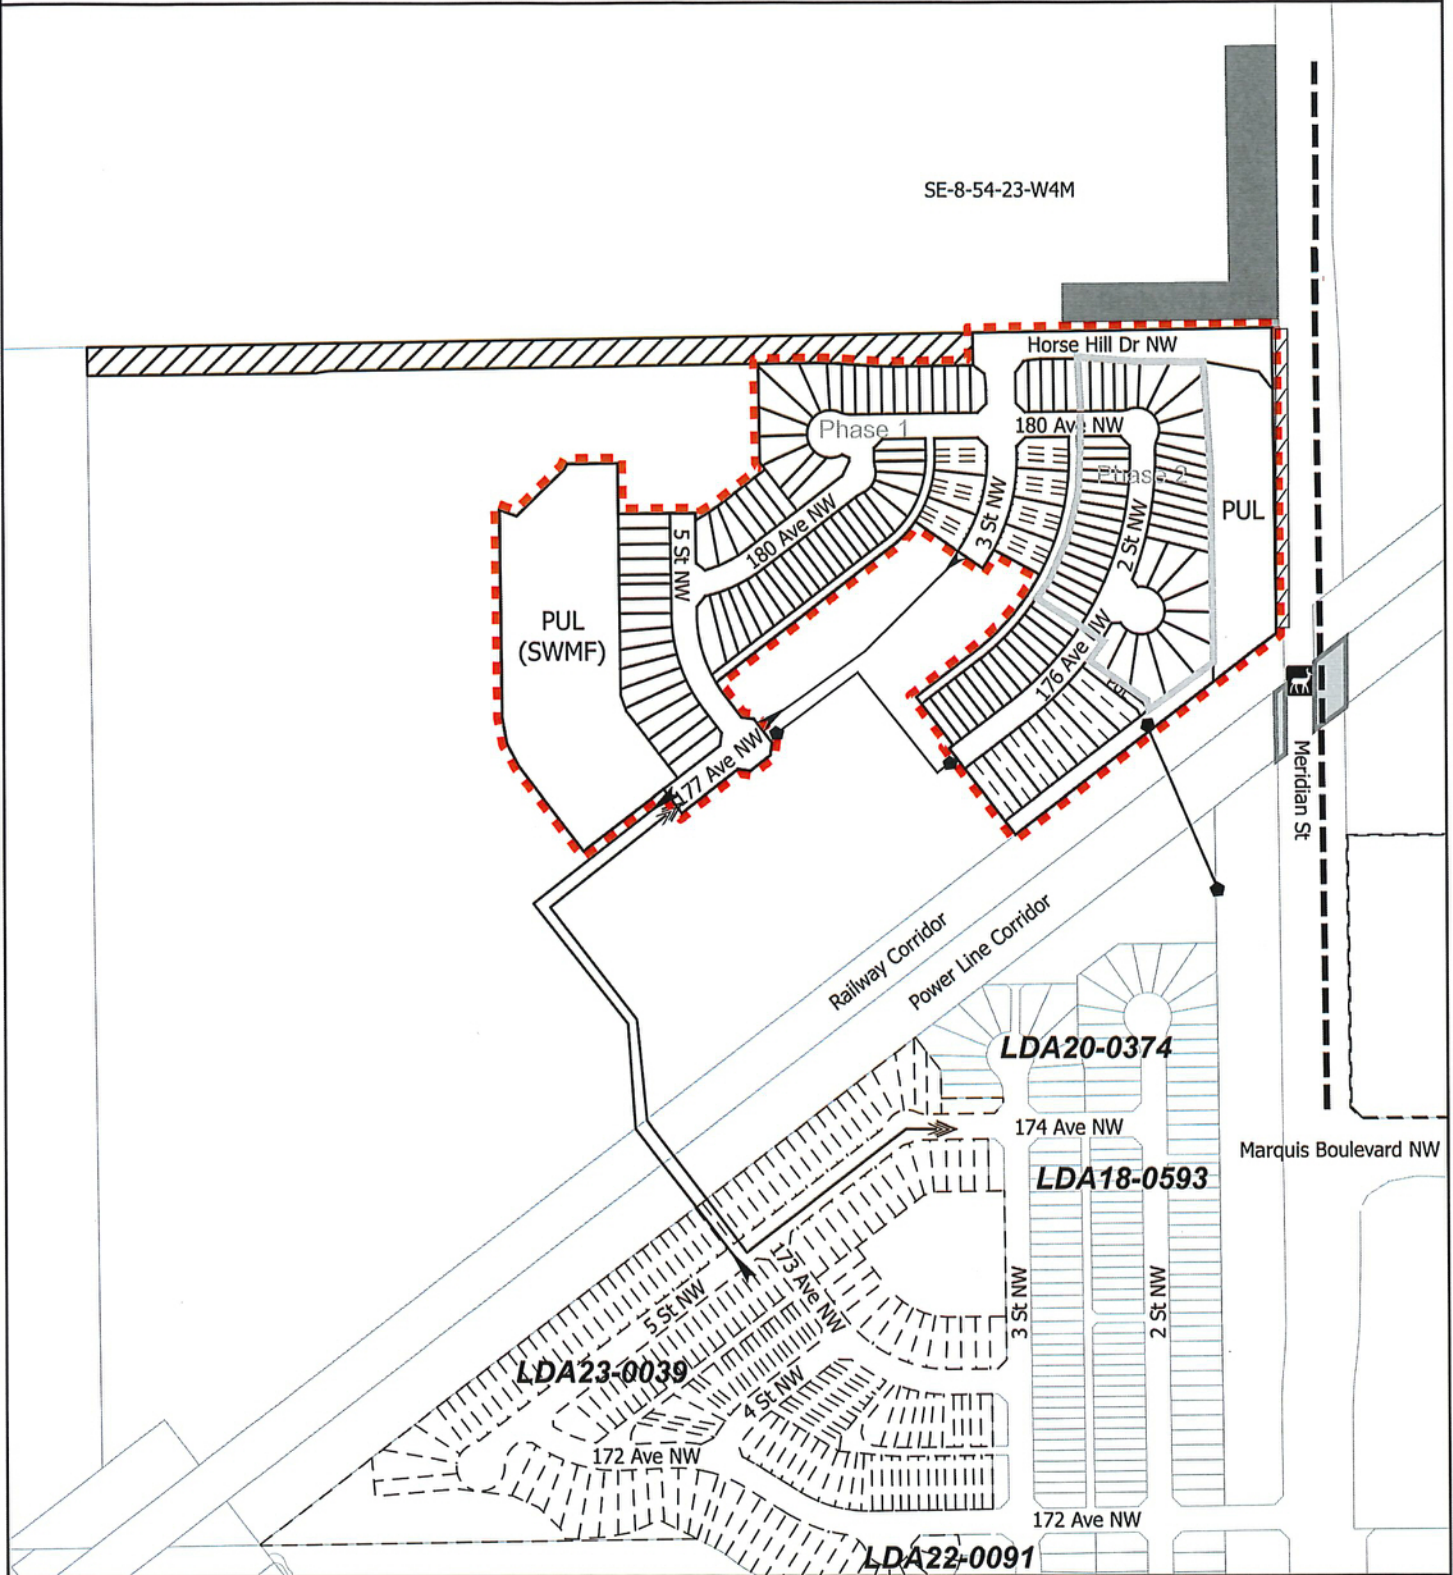 SE-8-54-23-W4M
Horse Hill Dr NW
Phase 1
180 Ave NW
Phase 2
PUL
3 St NW
2 St NW
180 Ave NW
5 St NW
PUL
(SWMF)
176 Ave NW
PUL
177 Ave NW
Meridian St
Railway Corridor
Power Line Corridor
LDA20-0374
174 Ave NW
Marquis Boulevard NW
LDA18-0593
173 Ave NW
5 St NW
3 St NW
2 St NW
LDA23-0039
4 St NW
172 Ave NW
172 Ave NW
LDA22-0091